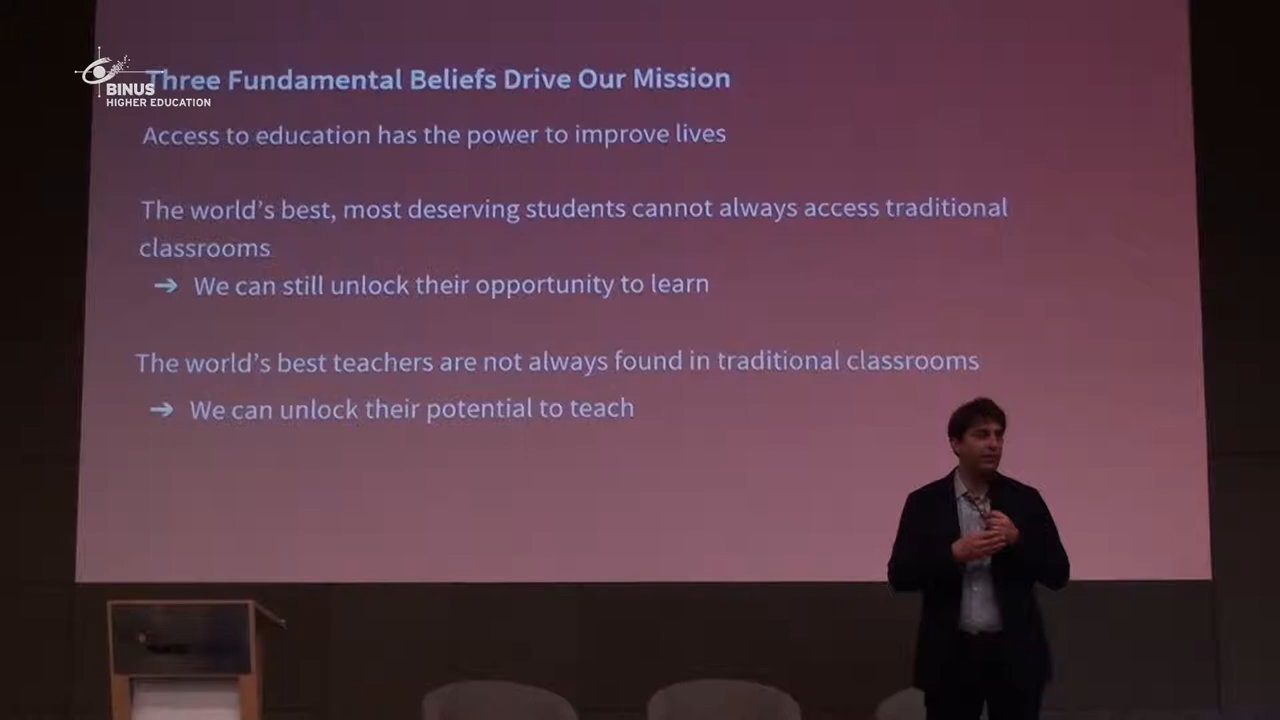 BINUS
HIGHER EDUCATION
Three Fundamental Beliefs Drive Our Mission
Access to education has the power to improve lives
The world's best, most deserving students cannot always access traditional
classrooms
➔ We can still unlock their opportunity to learn
The world's best teachers are not always found in traditional classrooms
➔ We can unlock their potential to teach